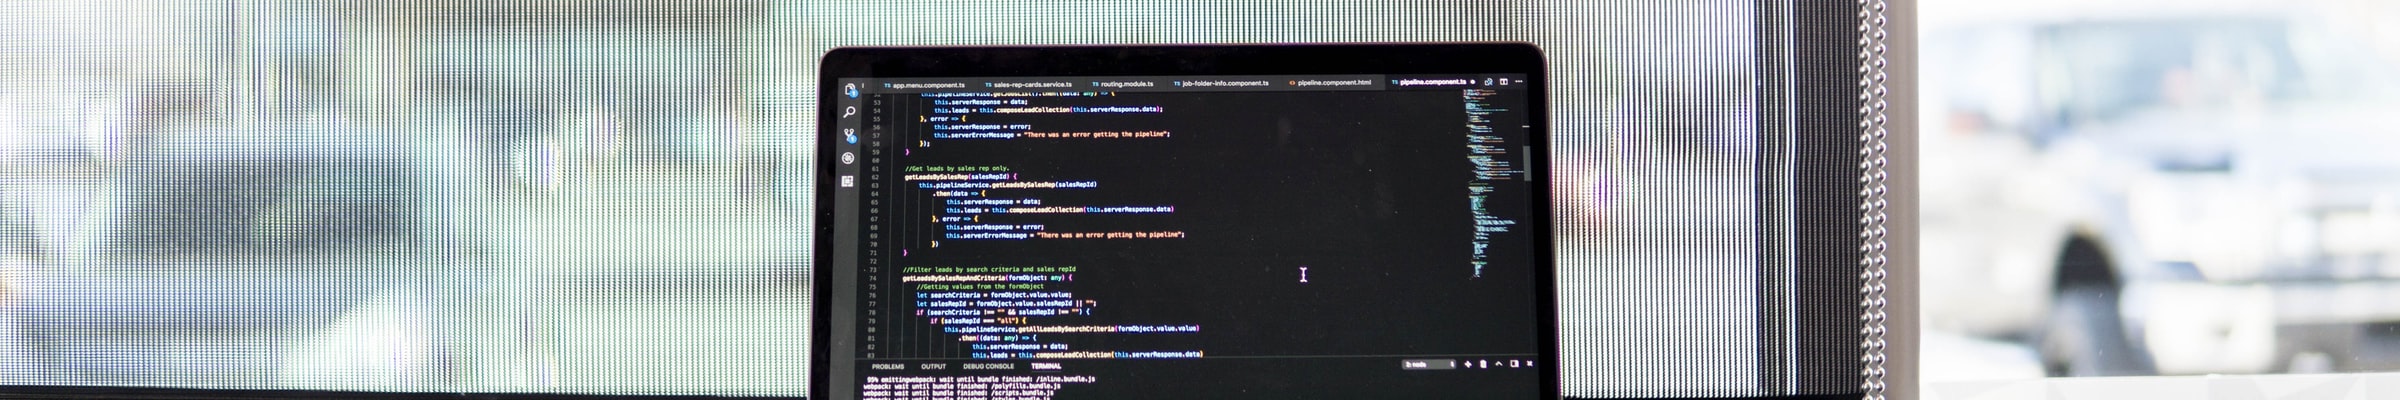 app.menu.component.ts sales-rep-cards.service.ts routing.module.ts job-folder-info.component.ts pipeline.component.html pipeline.component.ts
53 this.serverResponse = data;
54 this.leads = this.composeLeadCollection(this.serverResponse.data);
55 }, error => {
56 this.serverResponse = error;
57 this.serverErrorMessage = "There was an error getting the pipeline";
58 });
59 }
60
61 //Get leads by sales rep only.
62 getLeadsBySalesRep(salesRepId) {
63 this.pipelineService.getLeadsBySalesRep(salesRepId)
64 .then(data => {
65 this.serverResponse = data;
66 this.leads = this.composeLeadCollection(this.serverResponse.data)
67 }, error => {
68 this.serverResponse = error;
69 this.serverErrorMessage = "There was an error getting the pipeline";
70 })
71 }
72
73 //Filter leads by search criteria and sales repId
74 getLeadsBySalesRepAndCriteria(formObject: any) {
75 //Getting values from the formObject
76 let searchCriteria = formObject.value.value;
77 let salesRepId = formObject.value.salesRepId || "";
78 if (searchCriteria !== "" && salesRepId !== "") {
79 if (salesRepId === "all") {
80 this.pipelineService.getAllLeadsBySearchCriteria(formObject.value.value)
81 .then((data: any) => {
82 this.serverResponse = data;
83 this.leads = this.composeLeadCollection(this.serverResponse.data)
PROBLEMS OUTPUT DEBUG CONSOLE TERMINAL 2: node
95% emittingwebpack: wait until bundle finished: /inline.bundle.js
webpack: wait until bundle finished: /polyfills.bundle.js
webpack: wait until bundle finished: /scripts.bundle.js
webpack: wait until bundle finished: /styles.bundle.js